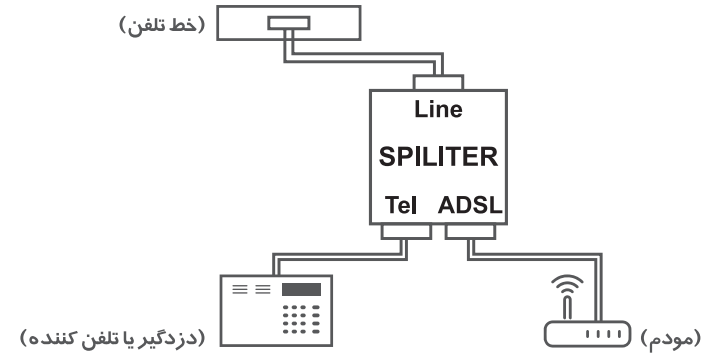 (خط تلفن)
Line
SPILITER
Tel ADSL
(دزدگیر یا تلفن کننده)
(مودم)